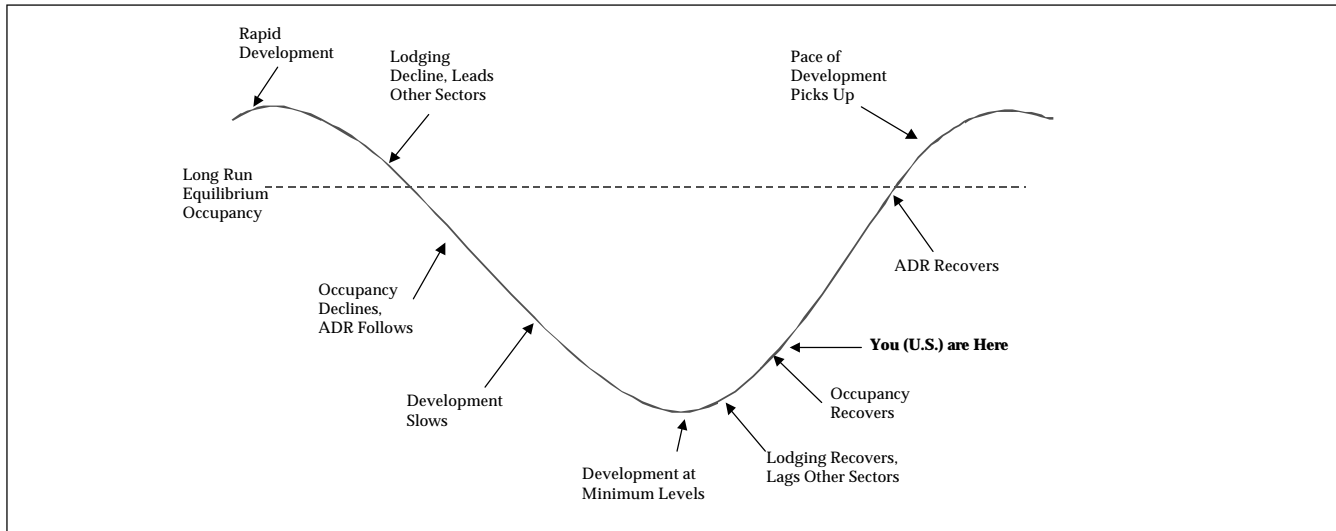 Rapid
Development
Lodging
Decline, Leads
Other Sectors
Pace of
Development
Picks Up
Long Run
Equilibrium
Occupancy
ADR Recovers
Occupancy
Declines,
ADR Follows
You (U.S.) are Here
Development
Slows
Occupancy
Recovers
Lodging Recovers,
Lags Other Sectors
Development at
Minimum Levels